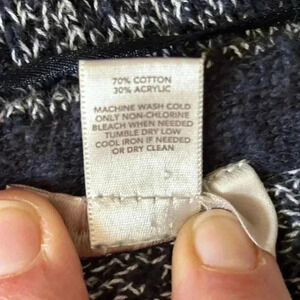 70% COTTON
30% ACRYLIC
MACHINE WASH COLD
ONLY NON-CHLORINE
BLEACH WHEN NEEDED
TUMBLE DRY LOW
COOL IRON IF NEEDED
OR DRY CLEAN